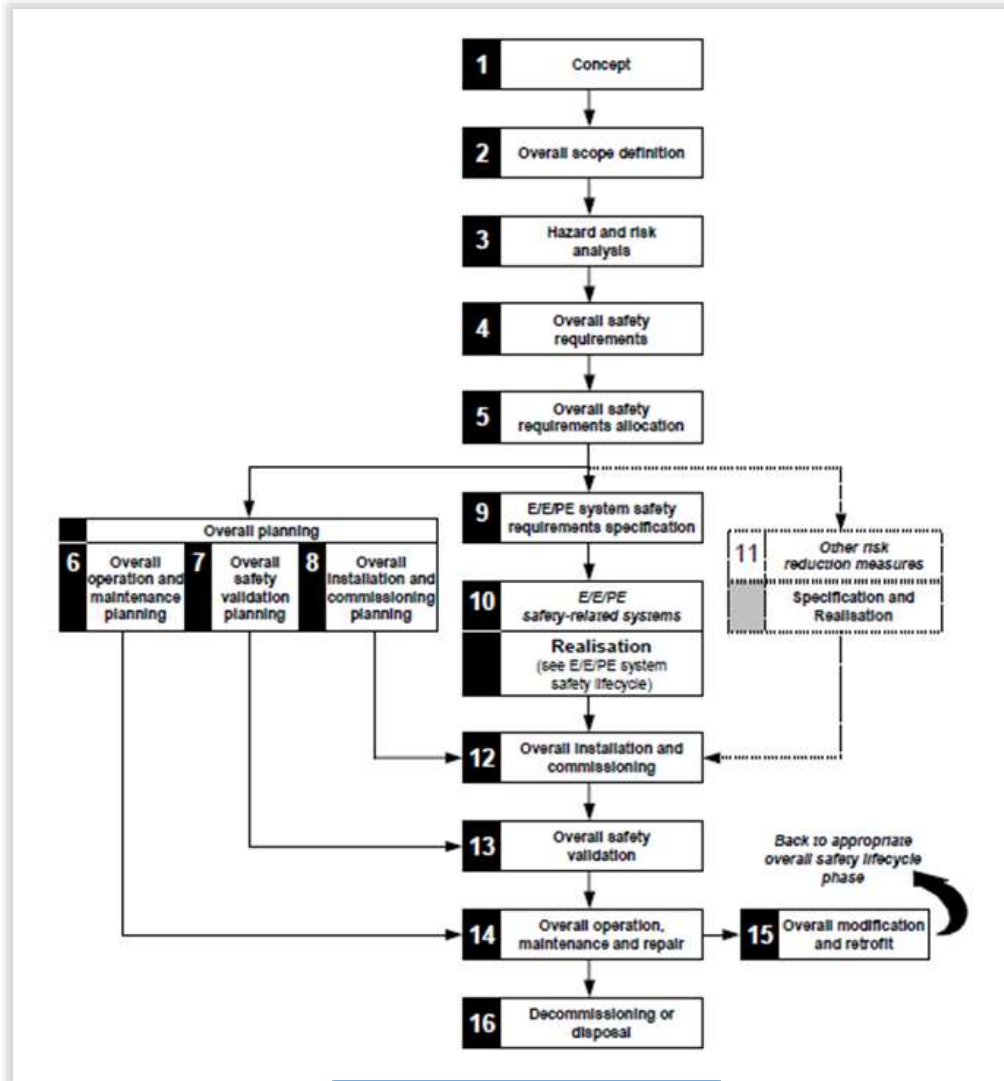 1
Concept
2
Overall scope definition
3
Hazard and risk
analysis
4
Overall safety
requirements
5
Overall safety
requirements allocation
Overall planning
6
Overall
operation and
maintenance
planning
7
Overall
safety
validation
planning
8
Overall
installation and
commissioning
planning
9
E/E/PE system safety
requirements specification
10
E/E/PE
safety-related systems
Realisation
(see E/E/PE system
safety lifecycle)
11
Other risk
reduction measures
Specification and
Realisation
12
Overall installation and
commissioning
13
Overall safety
validation
14
Overall operation,
maintenance and repair
Back to appropriate
overall safety lifecycle
phase
15
Overall modification
and retrofit
16
Decommissioning or
disposal